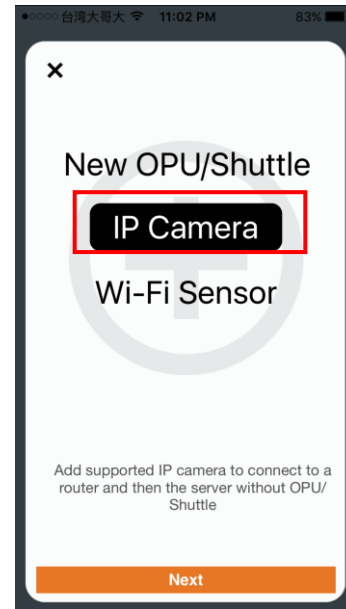 ●○○○○ 台湾大哥大 11:02 PM 83%
×
New OPU/Shuttle
IP Camera
Wi-Fi Sensor
Add supported IP camera to connect to a
router and then the server without OPU/
Shuttle
Next